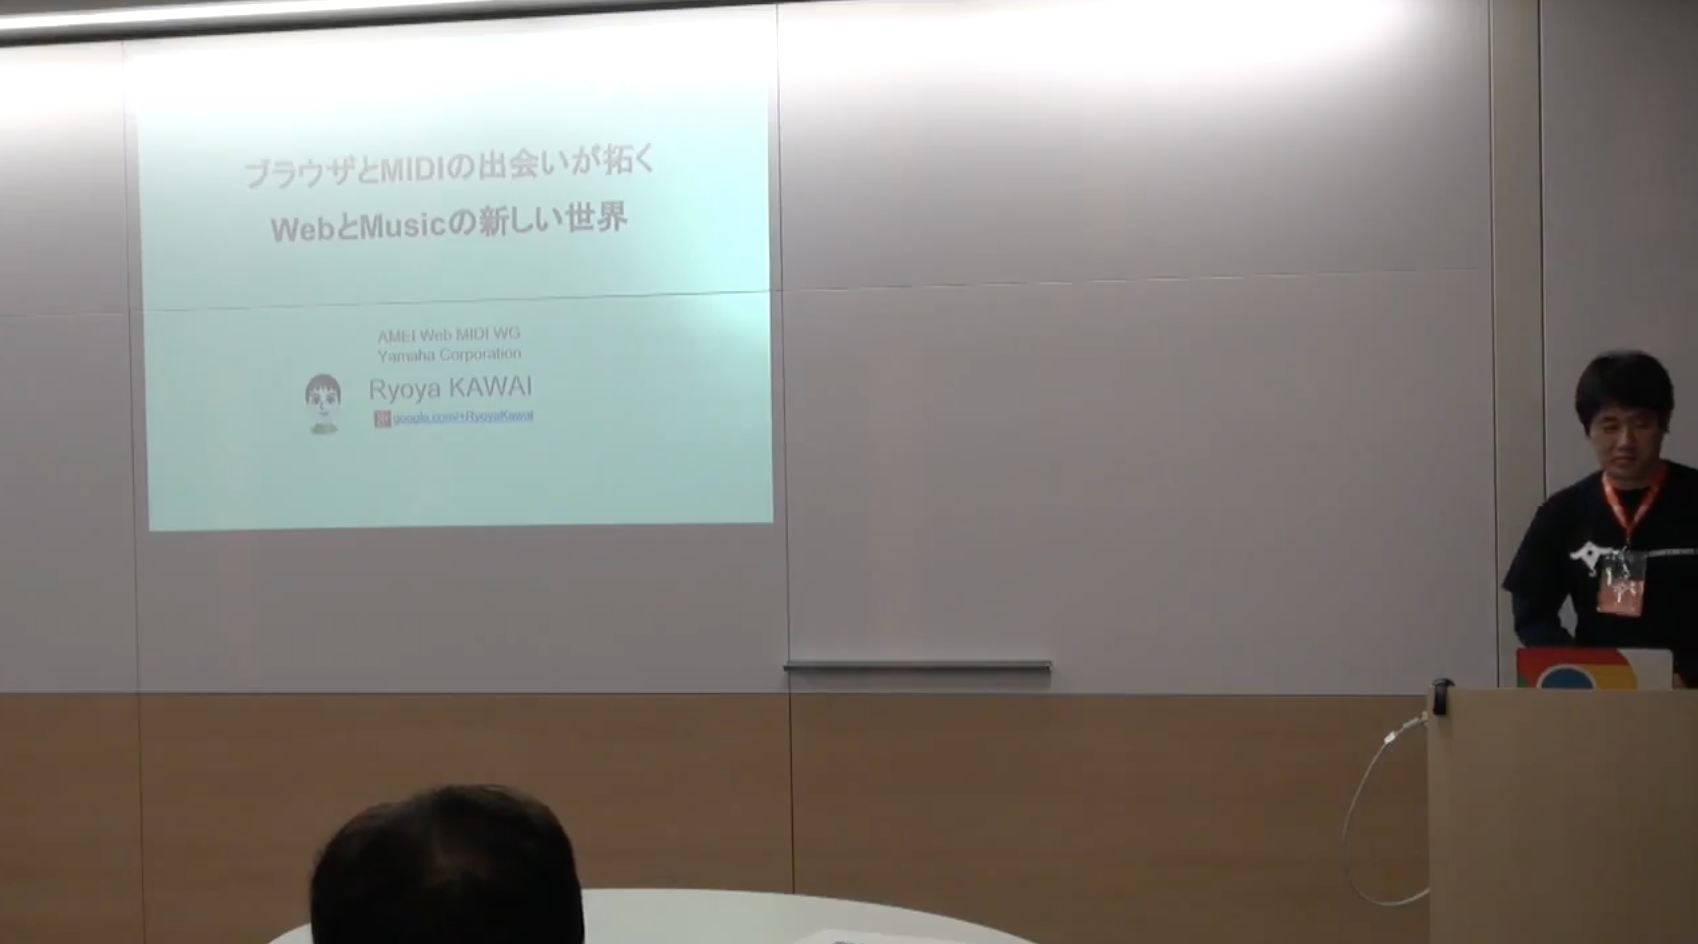 ブラウザとMIDIの出会いが拓く
WebとMusicの新しい世界
AMEI Web MIDI WG
Yamaha Corporation
Ryoya KAWAI
google.com/+RyoyaKawai